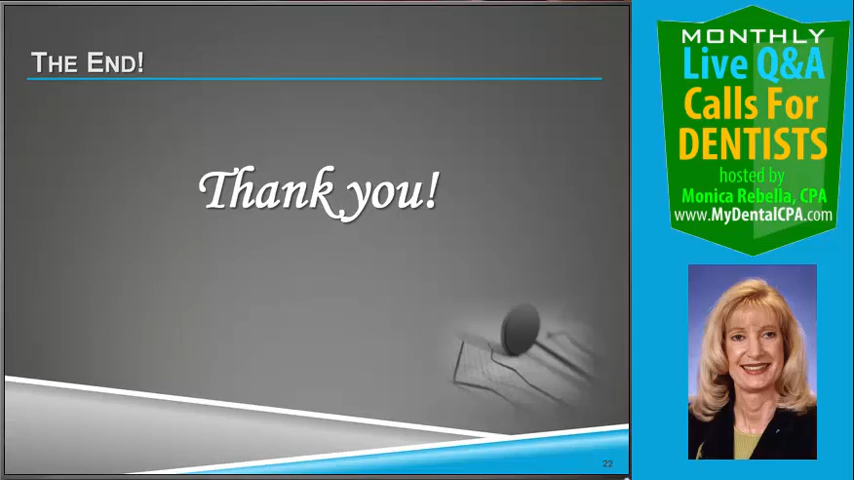 THE END!
Thank you!
22
MONTHLY
Live Q&A
Calls For
DENTISTS
hosted by
Monica Rebella, CPA
www.MyDentalCPA.com